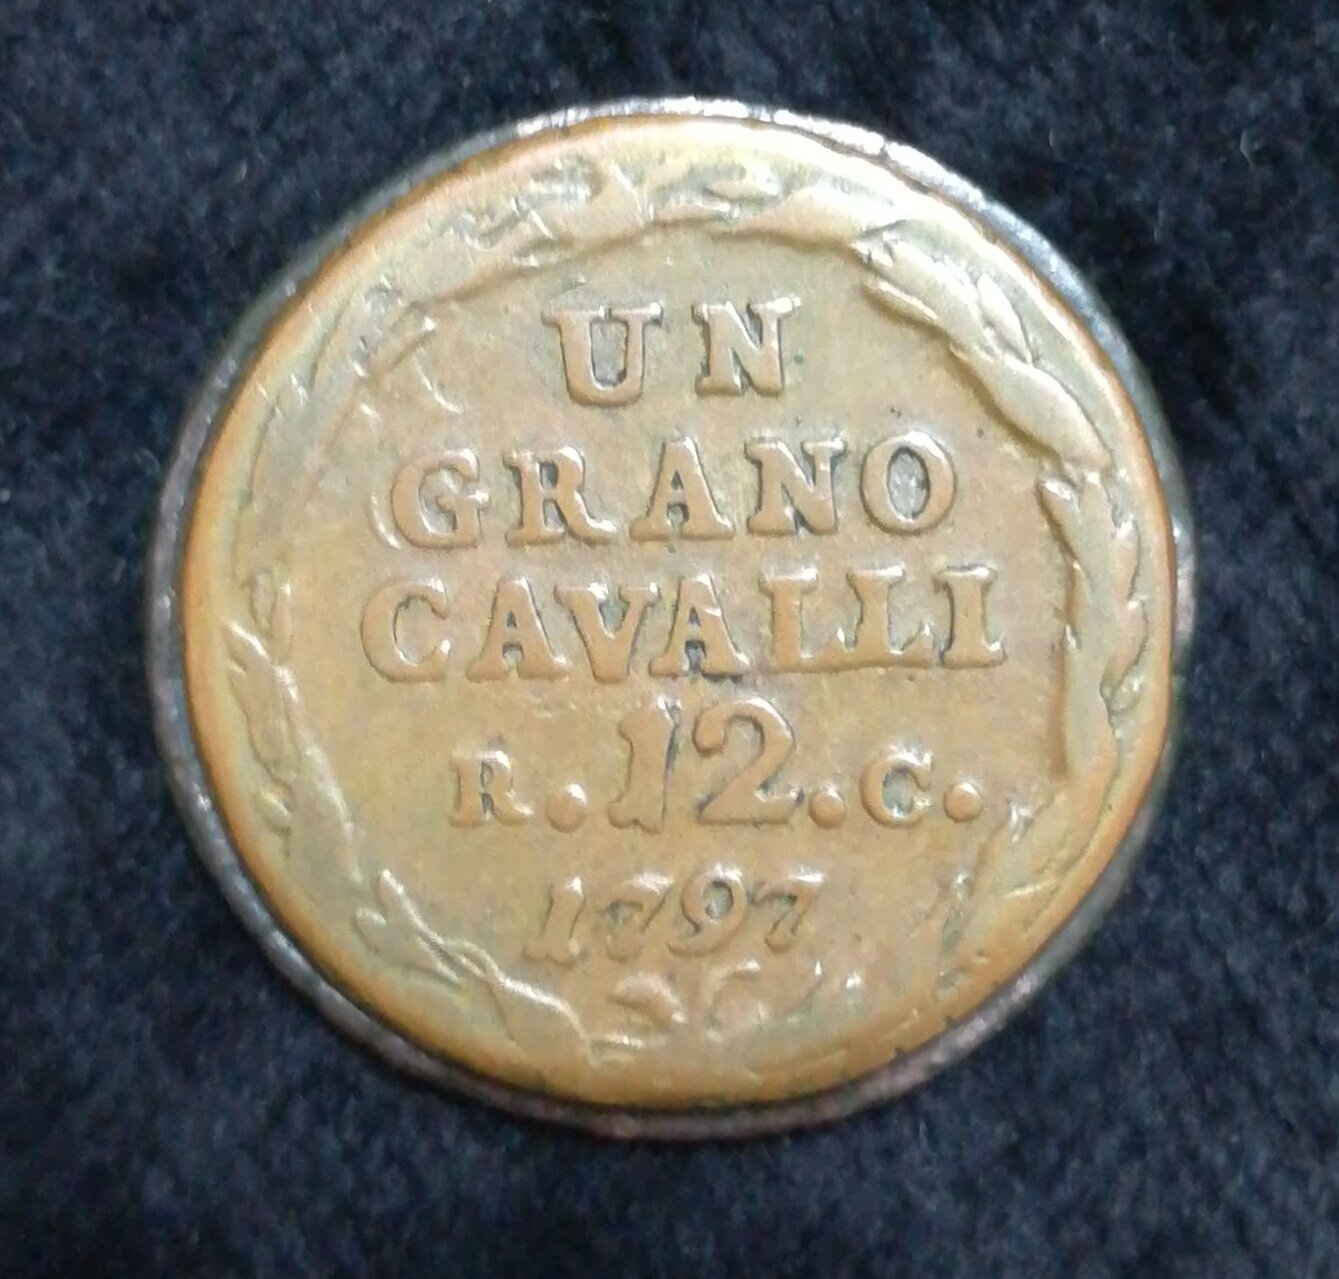 UN
GRANO
CAVALLI
R.12.C.
1797